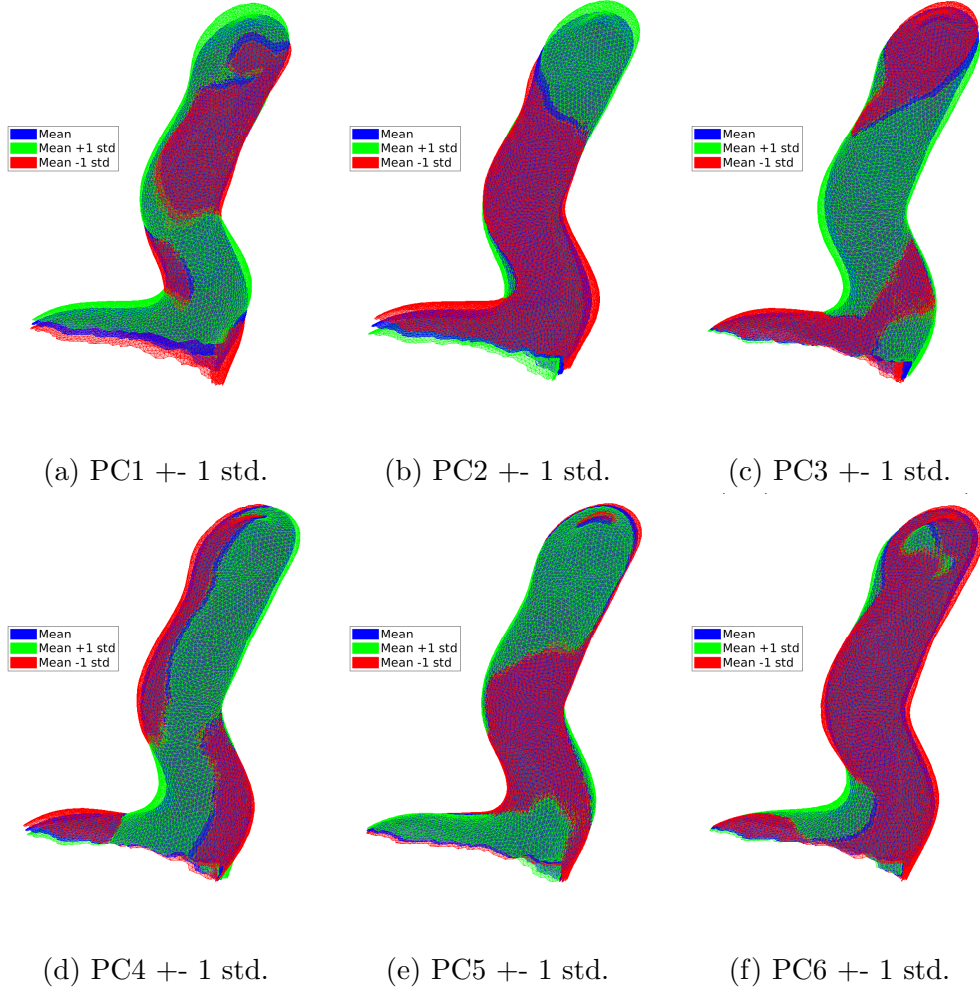 Mean
Mean +1 std
Mean -1 std
Mean
Mean +1 std
Mean -1 std
Mean
Mean +1 std
Mean -1 std
(a) PC1 +- 1 std.
(b) PC2 +- 1 std.
(c) PC3 +- 1 std.
Mean
Mean +1 std
Mean -1 std
Mean
Mean +1 std
Mean -1 std
Mean
Mean +1 std
Mean -1 std
(d) PC4 +- 1 std.
(e) PC5 +- 1 std.
(f) PC6 +- 1 std.